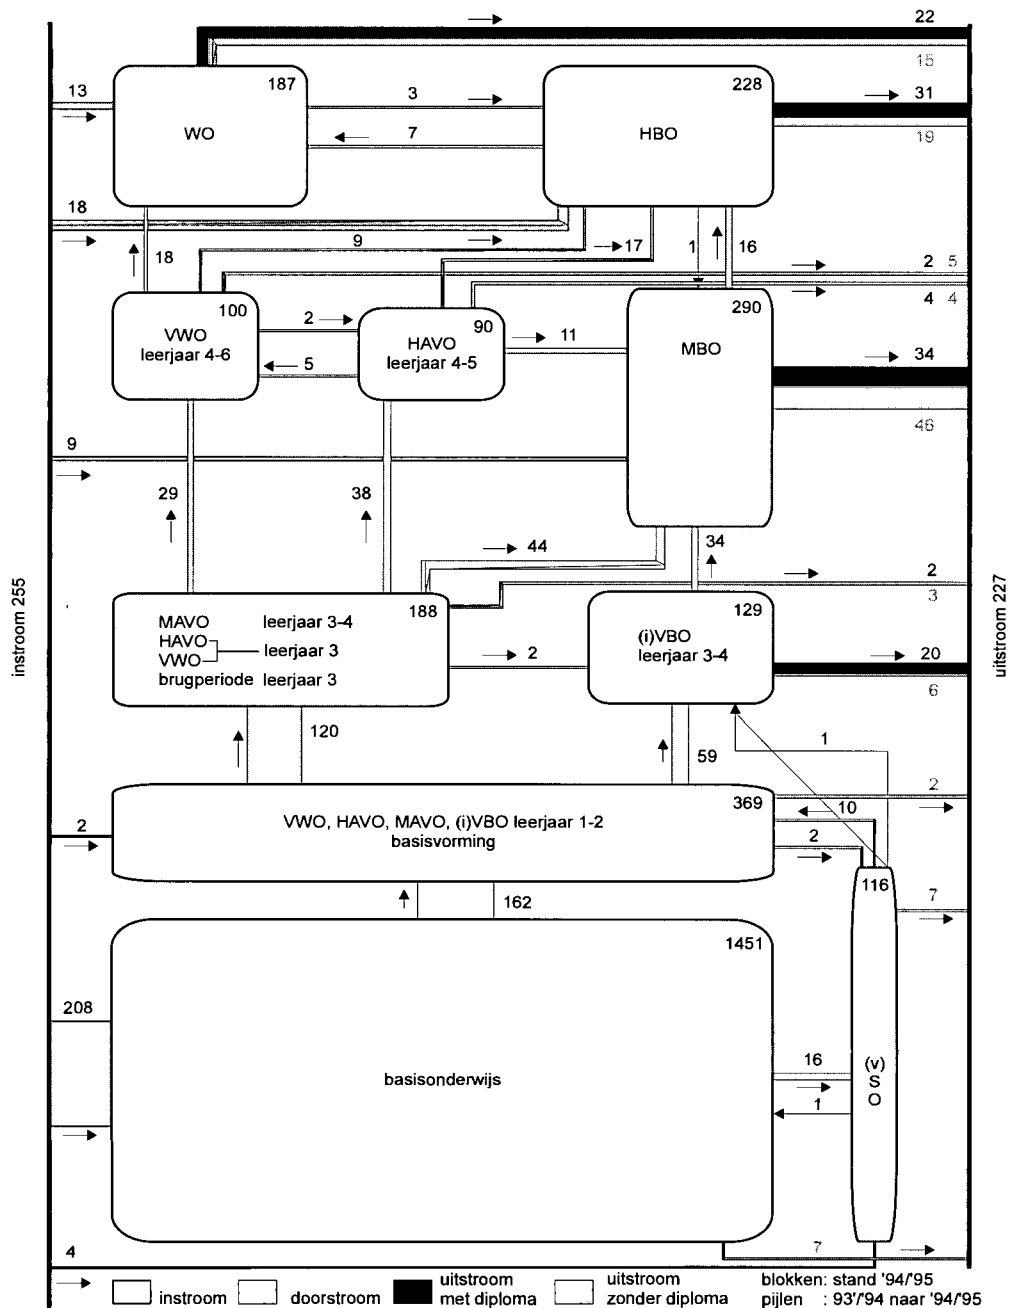 22
15
13
187
3
228
31
WO
7
HBO
19
18
9
17
1
16
18
2 5
4 4
100
2
90
11
290
VWO
leerjaar 4-6
HAVO
leerjaar 4-5
MBO
34
5
46
9
29
38
44
34
2
3
instroom 255
uitstroom 227
188
129
MAVO leerjaar 3-4
HAVO
VWO
leerjaar 3
brugperiode leerjaar 3
2
(i)VBO
leerjaar 3-4
20
6
120
59
1
2
369
10
2
VWO, HAVO, MAVO, (i)VBO leerjaar 1-2
basisvorming
2
116
7
162
1451
208
basisonderwijs
16
1
(v)
S
O
4
7
instroom
doorstroom
uitstroom
met diploma
uitstroom
zonder diploma
blokken: stand '94/'95
pijlen : 93'/'94 naar '94/'95